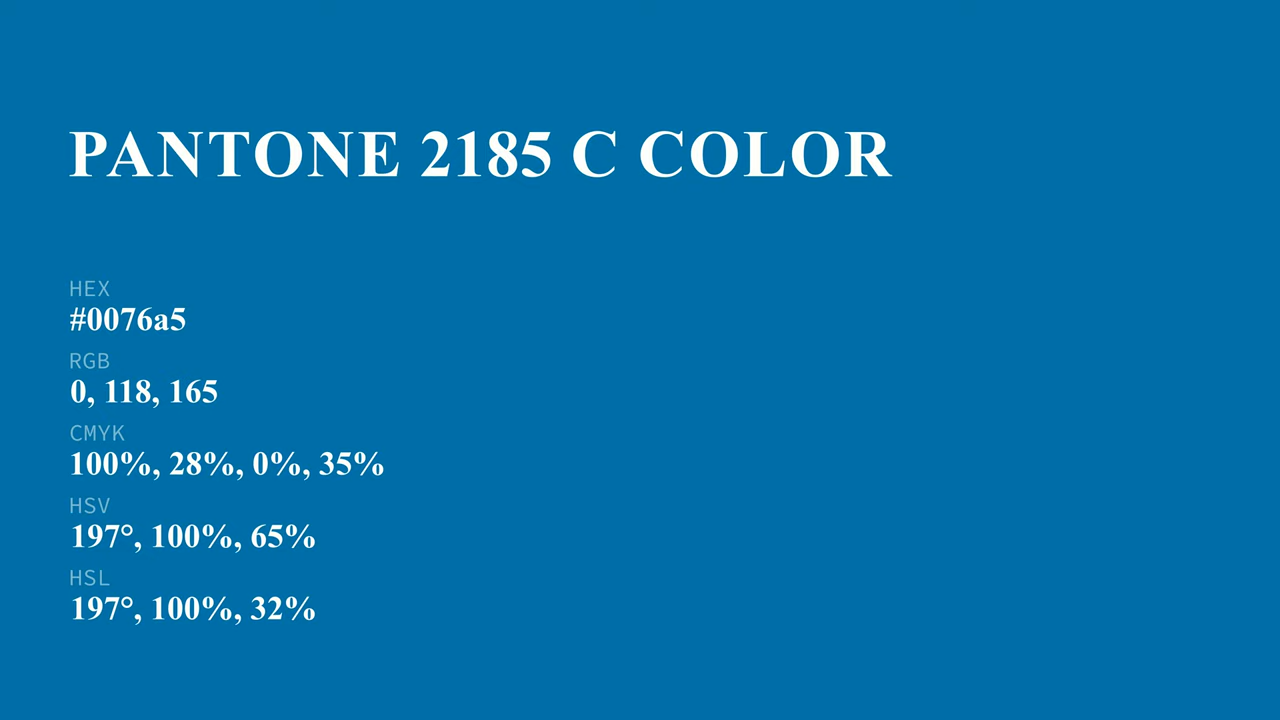 PANTONE 2185 C COLOR
HEX
#0076a5
RGB
0, 118, 165
CMYK
100%, 28%, 0%, 35%
HSV
197°, 100%, 65%
HSL
197°, 100%, 32%